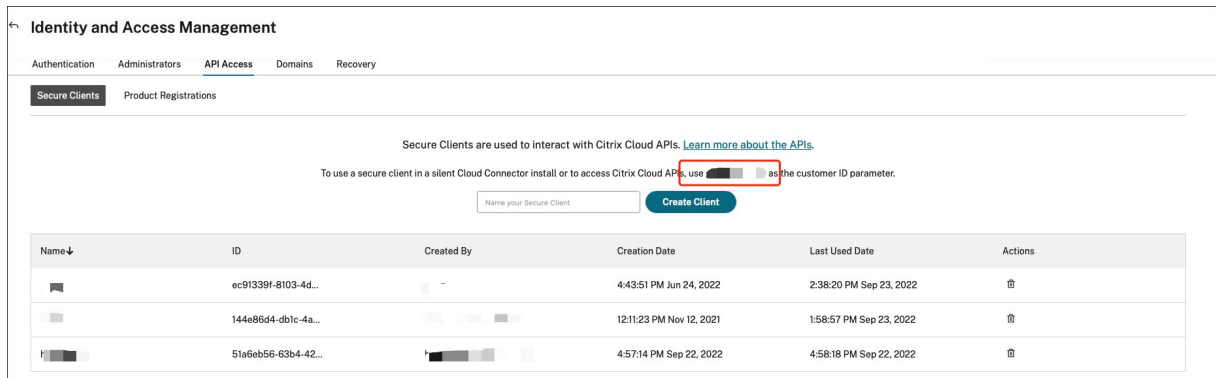 Identity and Access Management
Authentication Administrators API Access Domains Recovery
Secure Clients Product Registrations
Secure Clients are used to interact with Citrix Cloud APIs. Learn more about the APIs.
To use a secure client in a silent Cloud Connector install or to access Citrix Cloud APIs, use as the customer ID parameter.
Name your Secure Client Create Client
Name ID Created By Creation Date Last Used Date Actions
ec91339f-8103-4d... 4:43:51 PM Jun 24, 2022 2:38:20 PM Sep 23, 2022
144e86d4-db1c-4a... 12:11:23 PM Nov 12, 2021 1:58:57 PM Sep 23, 2022
51a6eb56-63b4-42... 4:57:14 PM Sep 22, 2022 4:58:18 PM Sep 22, 2022